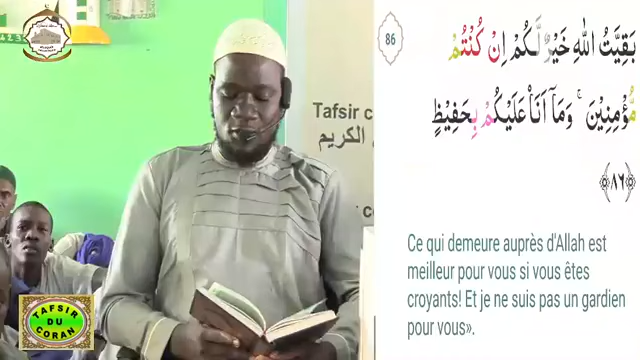 86
بَقِيَّتُ اللَّهِ خَيْرٌ لَّكُمْ إِن كُنتُم
مُّؤْمِنِينَ ۚ وَمَا أَنَا عَلَيْكُم بِحَفِيظٍ
﴿٨٦﴾
Ce qui demeure auprès d'Allah est
meilleur pour vous si vous êtes
croyants! Et je ne suis pas un gardien
pour vous».
Tafsir c
الكريم
TAFSIR
DU
CORAN